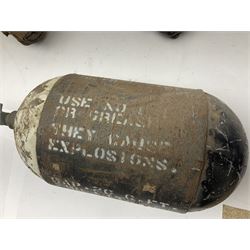 USE NO
OR GREASE
THEY CAUSE
EXPLOSIONS.